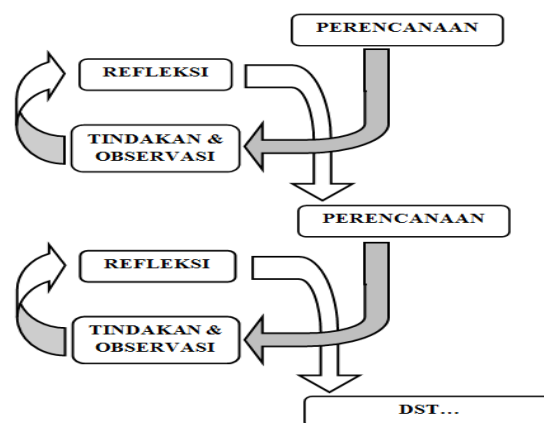 PERENCANAAN
REFLEKSI
TINDAKAN &
OBSERVASI
PERENCANAAN
REFLEKSI
TINDAKAN &
OBSERVASI
DST...